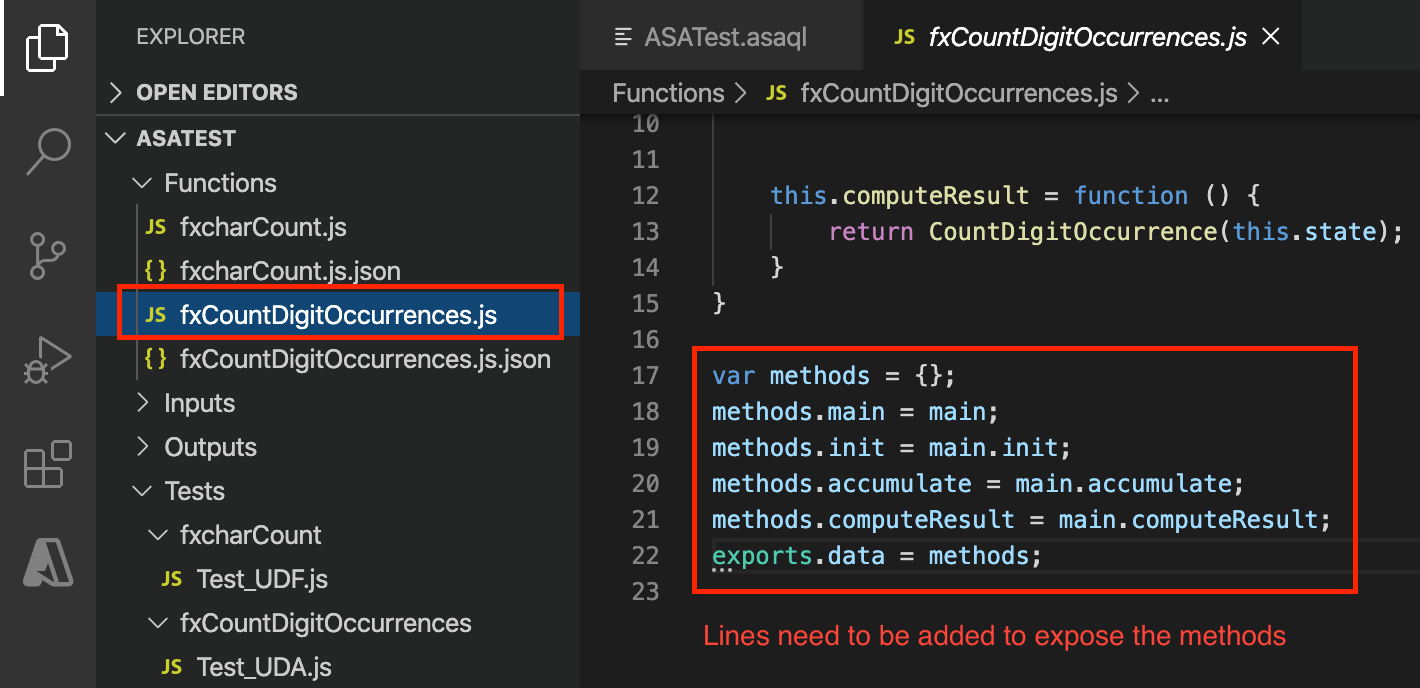 EXPLORER
OPEN EDITORS
ASATEST
Functions
JS fxcharCount.js
{} fxcharCount.js.json
JS fxCountDigitOccurrences.js
{} fxCountDigitOccurrences.js.json
Inputs
Outputs
Tests
fxcharCount
JS Test_UDF.js
fxCountDigitOccurrences
JS Test_UDA.js
ASATest.asaql
JS fxCountDigitOccurrences.js
Functions > JS fxCountDigitOccurrences.js > ...
10
11
12 this.computeResult = function () {
13 return CountDigitOccurrence(this.state);
14 }
15 }
16
17 var methods = {};
18 methods.main = main;
19 methods.init = main.init;
20 methods.accumulate = main.accumulate;
21 methods.computeResult = main.computeResult;
22 exports.data = methods;
23
Lines need to be added to expose the methods